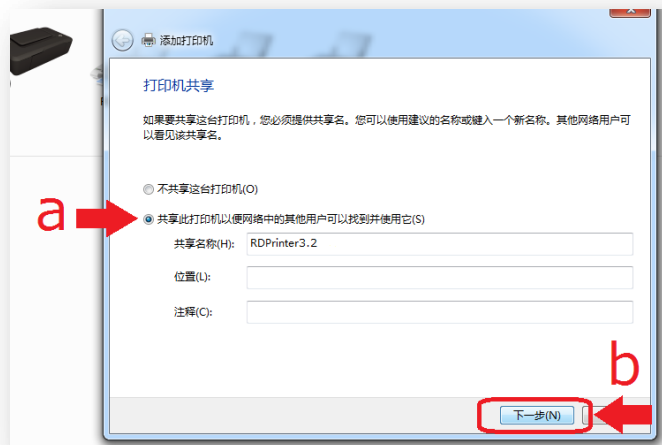 添加打印机
打印机共享
如果要共享这台打印机，您必须提供共享名。您可以使用建议的名称或键入一个新名称。其他网络用户可
以看见该共享名。
不共享这台打印机(O)
a
共享此打印机以便网络中的其他用户可以找到并使用它(S)
共享名称(H): RDPrinter3.2
位置(L):
注释(C):
b
下一步(N)